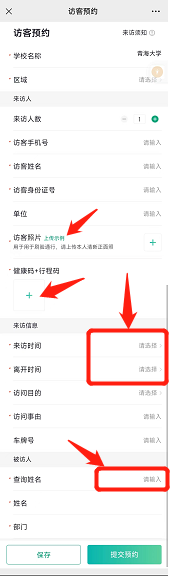 访客预约
访客预约 来访须知
* 学校名称 青海大学
* 区域 请选择
来访人
来访人数 1
* 访客手机号 请输入
* 访客姓名 请输入
* 访客身份证号 请输入
单位 请输入
* 访客照片 上传示例
用于用于刷脸通行，请上传本人清晰正面照
* 健康码+行程码
来访信息
* 来访时间 请选择
* 离开时间 请选择
* 访问目的 请选择
* 访问事由 请输入
车牌号 请输入
被访人
* 查询姓名 请输入
* 姓名
* 部门
保存 提交预约